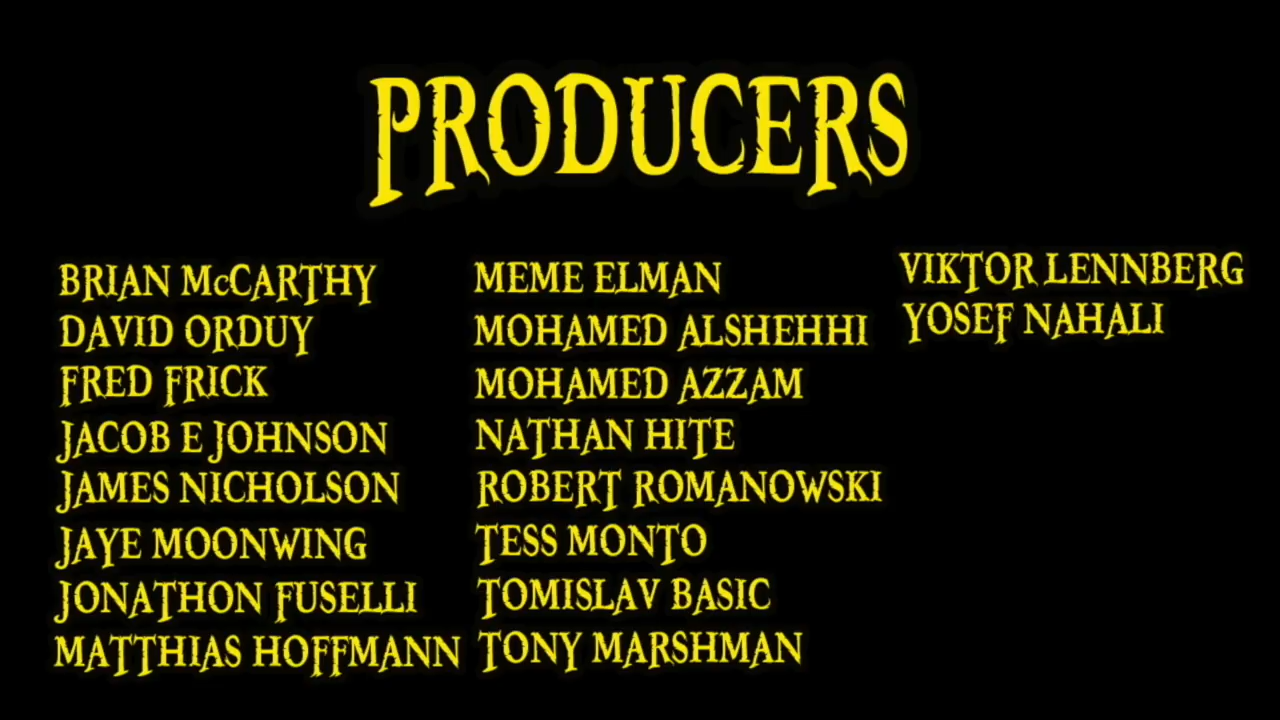 PRODUCERS
BRIAN McCARTHY
DAVID ORDUY
FRED FRICK
JACOB E JOHNSON
JAMES NICHOLSON
JAYE MOONWING
JONATHON FUSELLI
MATTHIAS HOFFMANN
MEME ELMAN
MOHAMED ALSHEHHI
MOHAMED AZZAM
NATHAN HITE
ROBERT ROMANOWSKI
TESS MONTO
TOMISLAV BASIC
TONY MARSHMAN
VIKTOR LENNBERG
YOSEF NAHALI